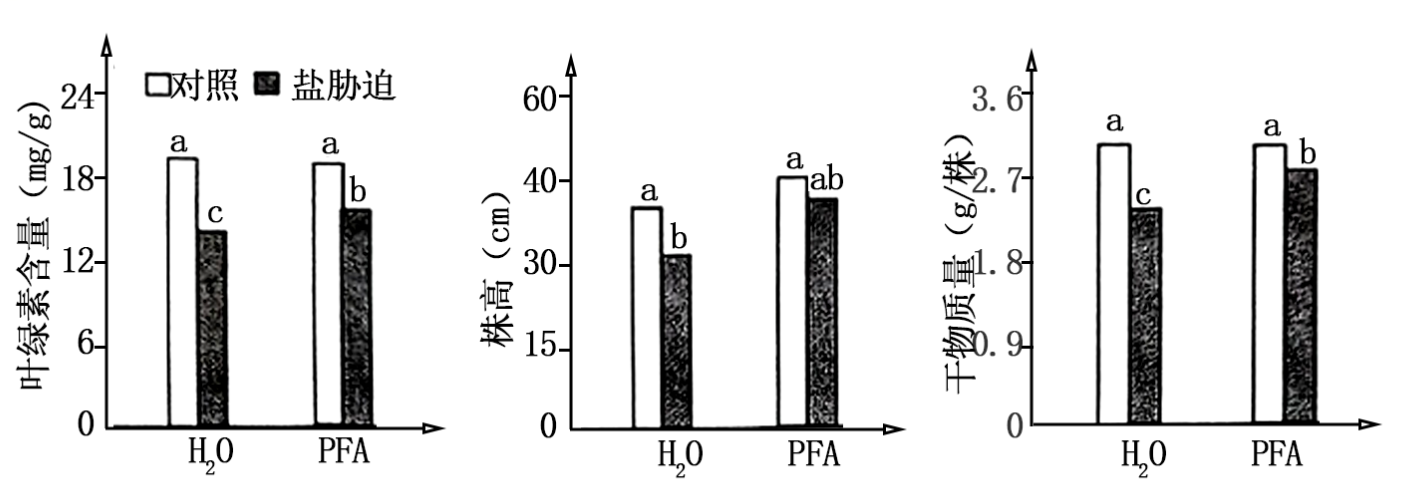 叶绿素含量（mg/g）
24
18
12
6
0
对照 盐胁迫
a
c
a
b
H₂O PFA
株高（cm）
60
40
30
15
0
a
b
a
ab
H₂O PFA
干物质量（g/株）
3.6
2.7
1.8
0.9
0
a
c
a
b
H₂O PFA